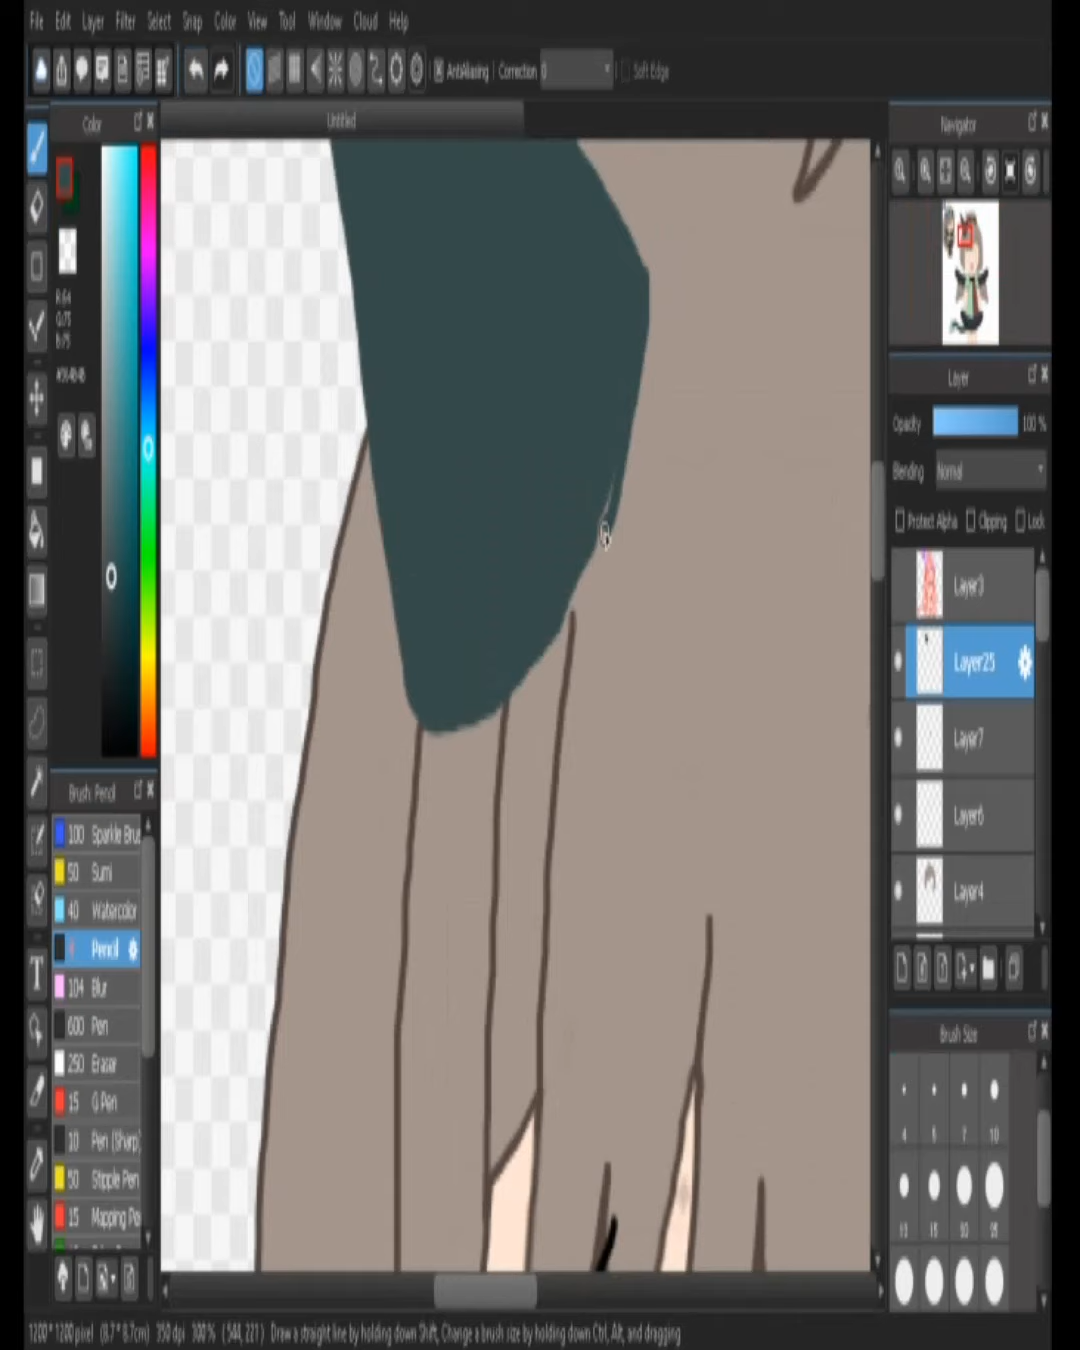 File Edit Layer Filter Select Snap Color View Tool Window Cloud Help
AntiAliasing Correction 0 Soft Edge
Color
Untitled
Navigator
Layer
Opacity 100 %
Blending Normal
Protect Alpha Clipping Lock
Layer3
Layer25
Layer7
Layer6
Layer4
Brush: Pencil
100 Sparkle Brus
50 Sumi
40 Watercolor
Pencil
104 Blur
600 Pen
250 Eraser
15 G Pen
10 Pen (Sharp)
50 Stipple Pen
15 Mapping Pe
T
Brush Size
1200*1200 pixel (8.7*8.7cm) 350 dpi 300% (544, 221) Draw a straight line by holding down Shift, Change a brush size by holding down Ctrl, Alt, and dragging